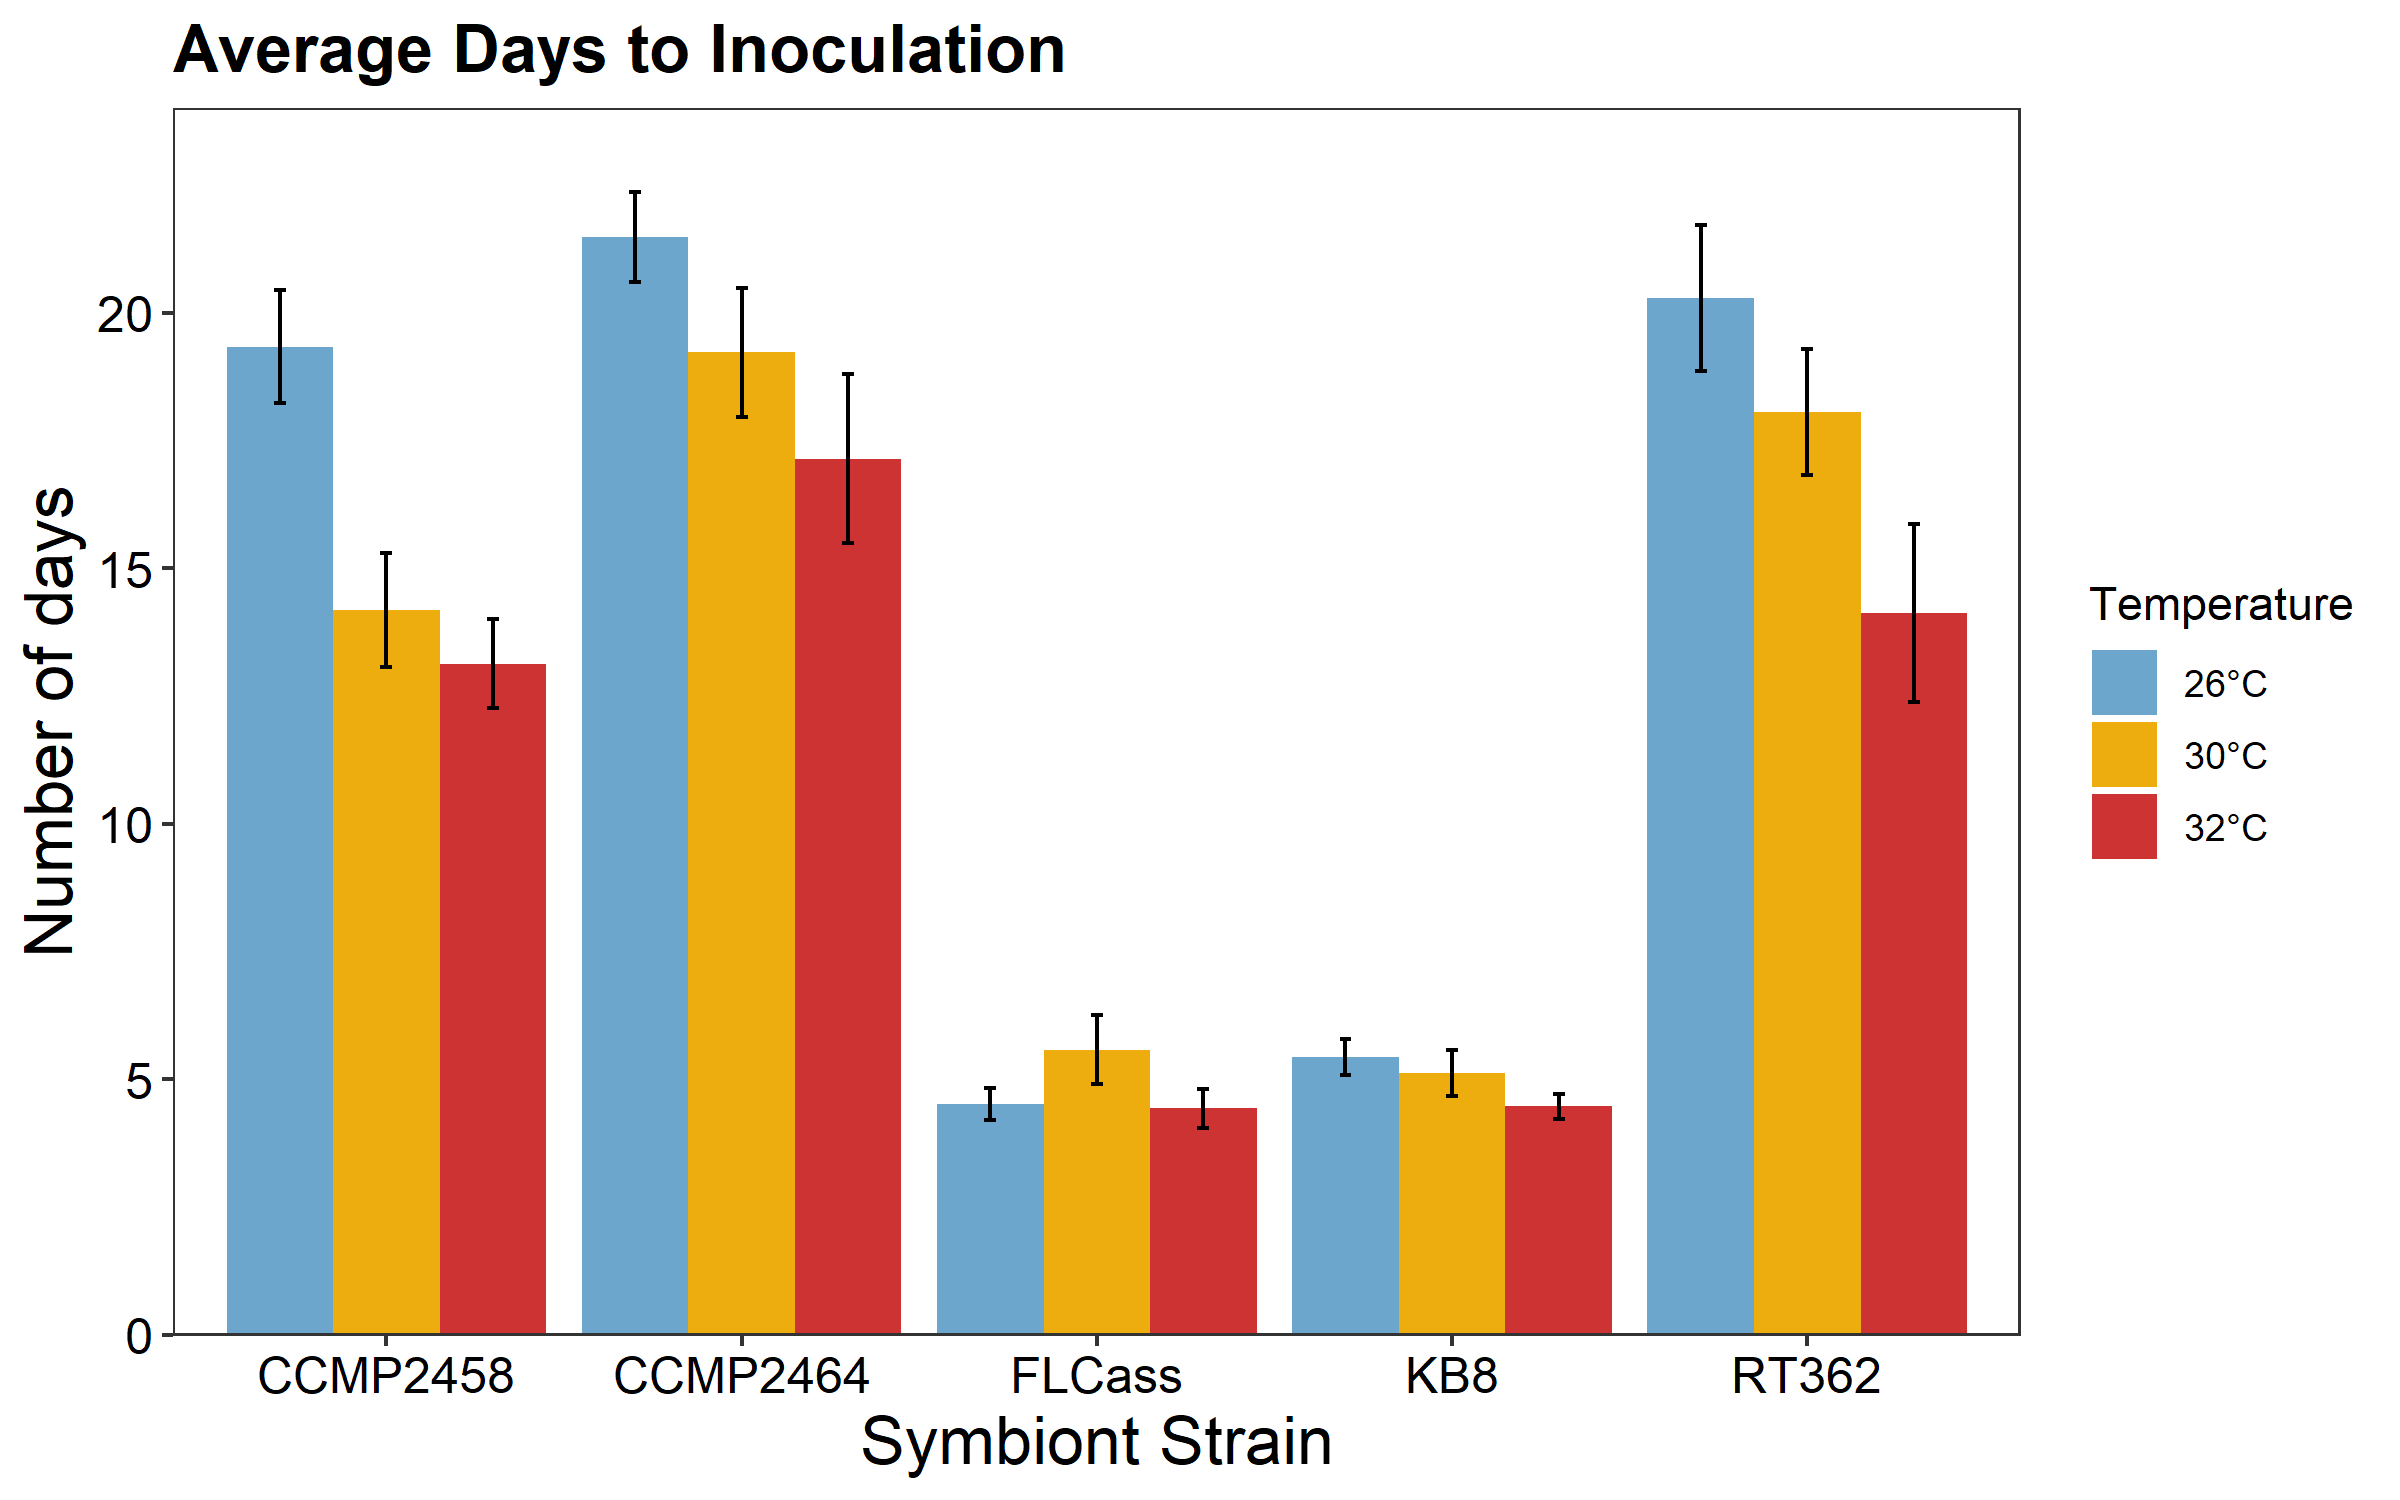 Average Days to Inoculation
Number of days
20
15
10
5
0
CCMP2458 CCMP2464 FLCass KB8 RT362
Symbiont Strain
Temperature
26°C
30°C
32°C